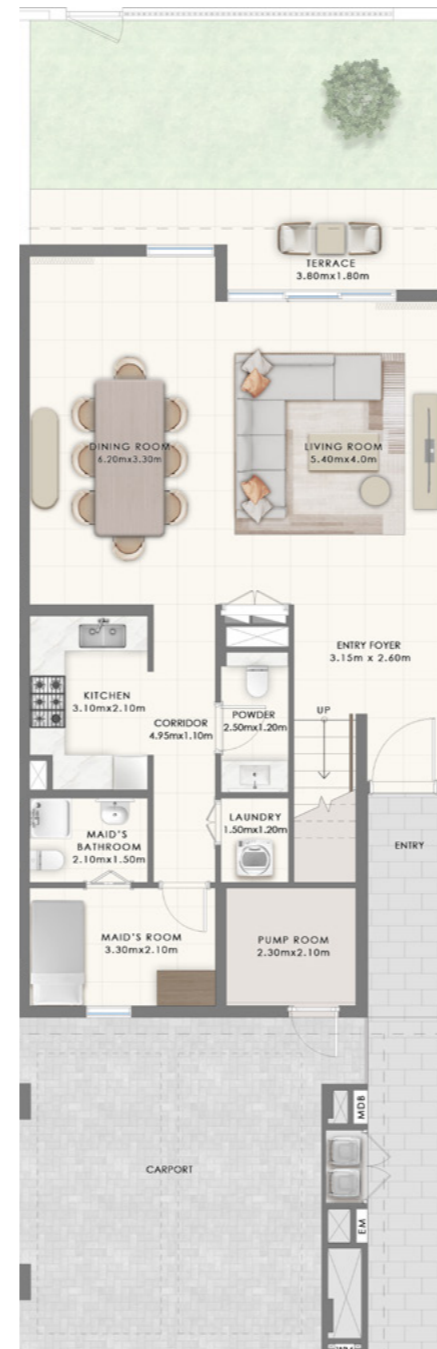 TERRACE
3.80mx1.80m
DINING ROOM
6.20mx3.30m
LIVING ROOM
5.40mx4.0m
ENTRY FOYER
3.15m x 2.60m
KITCHEN
3.10mx2.10m
CORRIDOR
4.95mx1.10m
POWDER
2.50mx1.20m
UP
LAUNDRY
1.50mx1.20m
MAID'S
BATHROOM
2.10mx1.50m
ENTRY
MAID'S ROOM
3.30mx2.10m
PUMP ROOM
2.30mx2.10m
MDB
CARPORT
EM